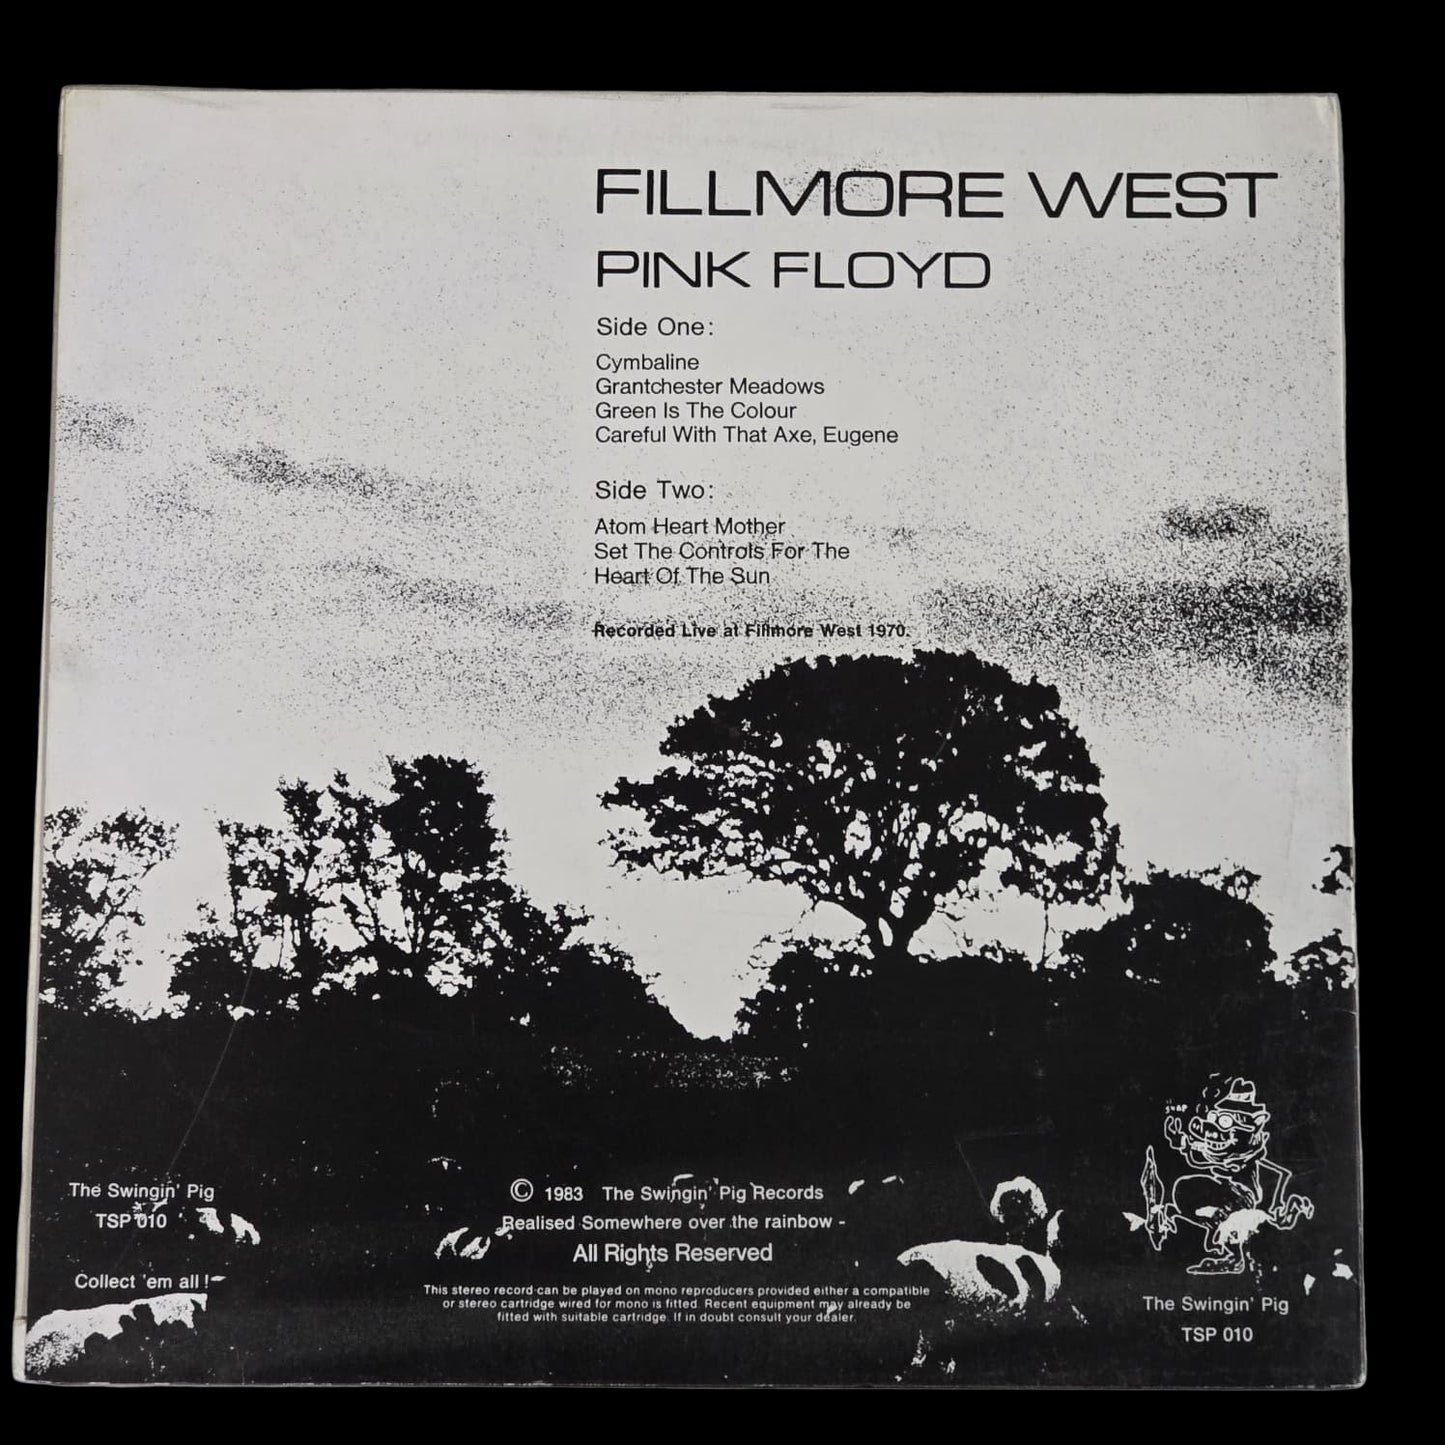 FILLMORE WEST
PINK FLOYD
Side One:
Cymbaline
Grantchester Meadows
Green Is The Colour
Careful With That Axe, Eugene
Side Two:
Atom Heart Mother
Set The Controls For The
Heart Of The Sun
Recorded Live at Fillmore West 1970.
The Swingin' Pig
TSP 010
Collect 'em all !
© 1983 The Swingin' Pig Records
Realised Somewhere over the rainbow -
All Rights Reserved
This stereo record can be played on mono reproducers provided either a compatible
or stereo cartridge wired for mono is fitted. Recent equipment may already be
fitted with suitable cartridge. If in doubt consult your dealer.
SNAP
The Swingin' Pig
TSP 010